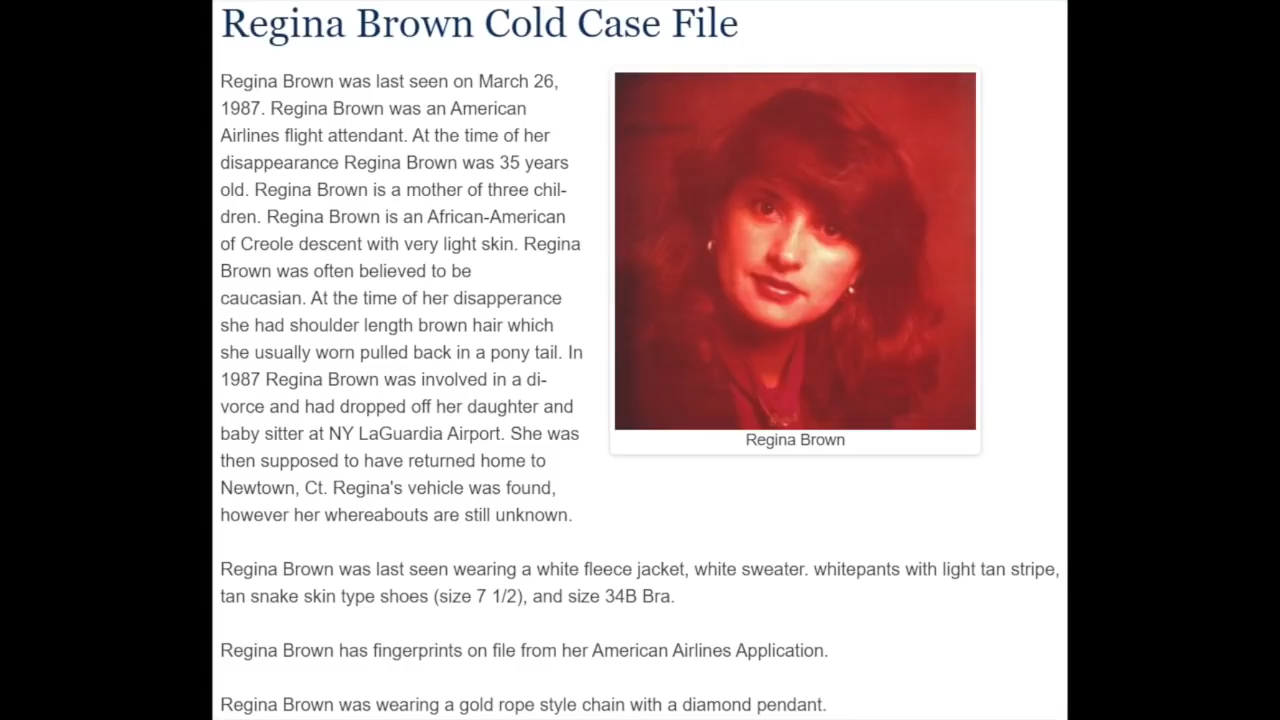 Regina Brown Cold Case File
Regina Brown was last seen on March 26,
1987. Regina Brown was an American
Airlines flight attendant. At the time of her
disappearance Regina Brown was 35 years
old. Regina Brown is a mother of three chil-
dren. Regina Brown is an African-American
of Creole descent with very light skin. Regina
Brown was often believed to be
caucasian. At the time of her disapperance
she had shoulder length brown hair which
she usually worn pulled back in a pony tail. In
1987 Regina Brown was involved in a di-
vorce and had dropped off her daughter and
baby sitter at NY LaGuardia Airport. She was
then supposed to have returned home to
Newtown, Ct. Regina's vehicle was found,
however her whereabouts are still unknown.
Regina Brown
Regina Brown was last seen wearing a white fleece jacket, white sweater. whitepants with light tan stripe,
tan snake skin type shoes (size 7 1/2), and size 34B Bra.
Regina Brown has fingerprints on file from her American Airlines Application.
Regina Brown was wearing a gold rope style chain with a diamond pendant.